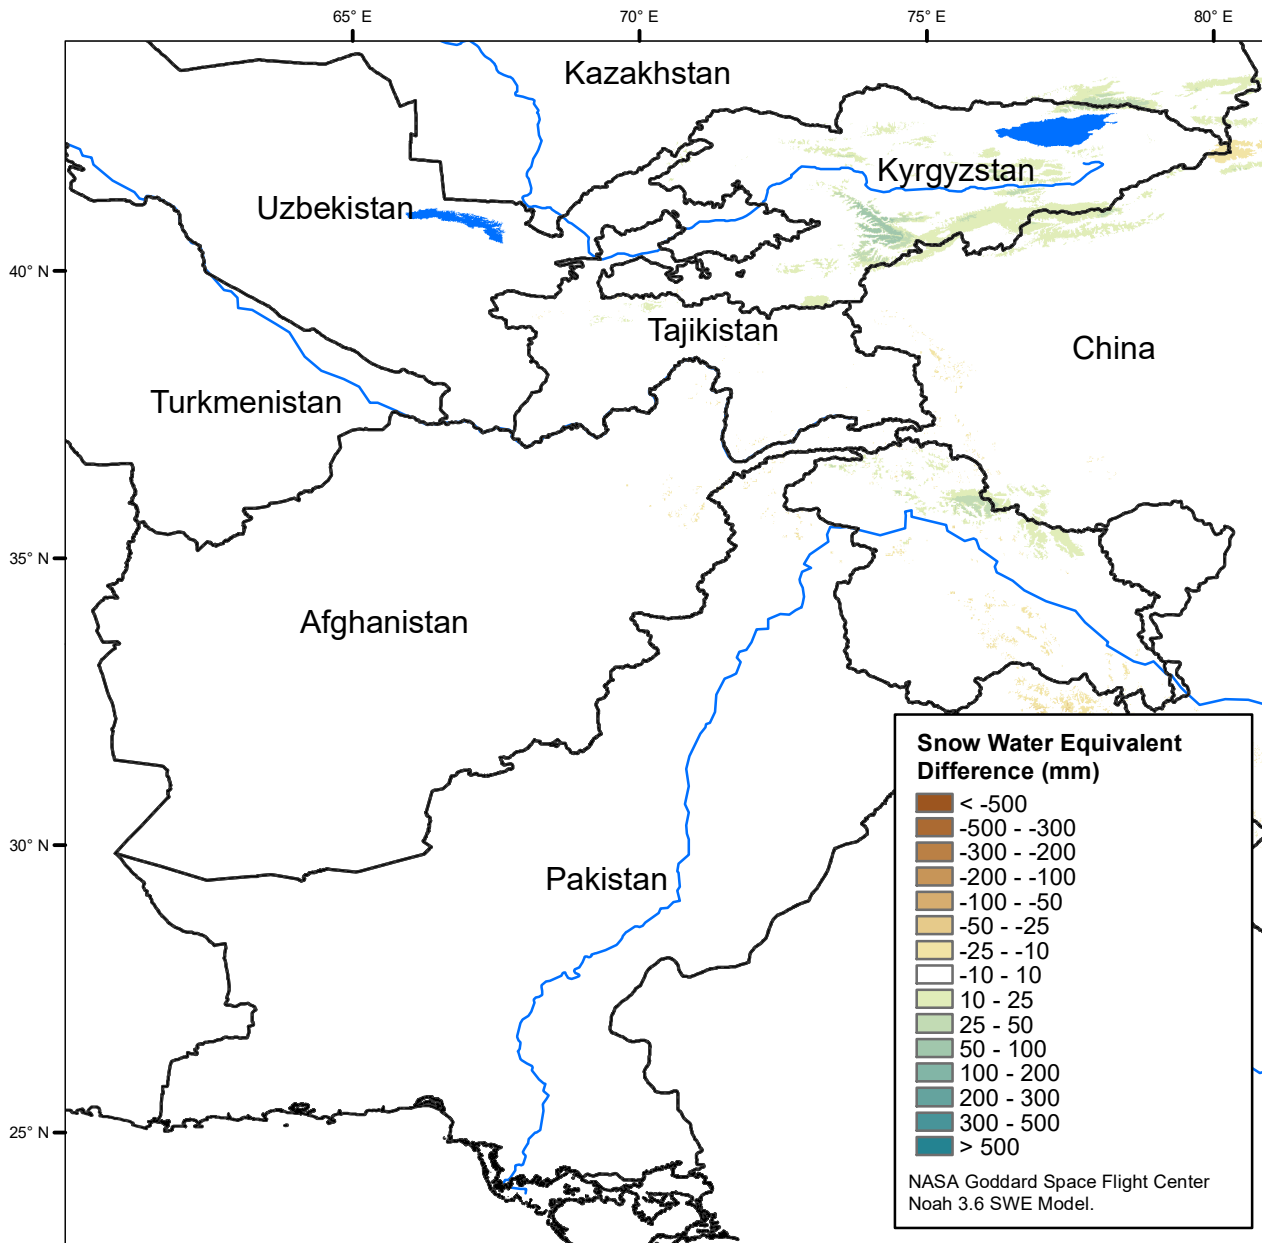 65° E
70° E
75° E
80° E
Kazakhstan
Kyrgyzstan
Uzbekistan
40° N
Tajikistan
China
Turkmenistan
35° N
Afghanistan
Snow Water Equivalent
Difference (mm)
< -500
-500 - -300
-300 - -200
-200 - -100
-100 - -50
-50 - -25
-25 - -10
-10 - 10
10 - 25
25 - 50
50 - 100
100 - 200
200 - 300
300 - 500
> 500
NASA Goddard Space Flight Center
Noah 3.6 SWE Model.
30° N
Pakistan
25° N